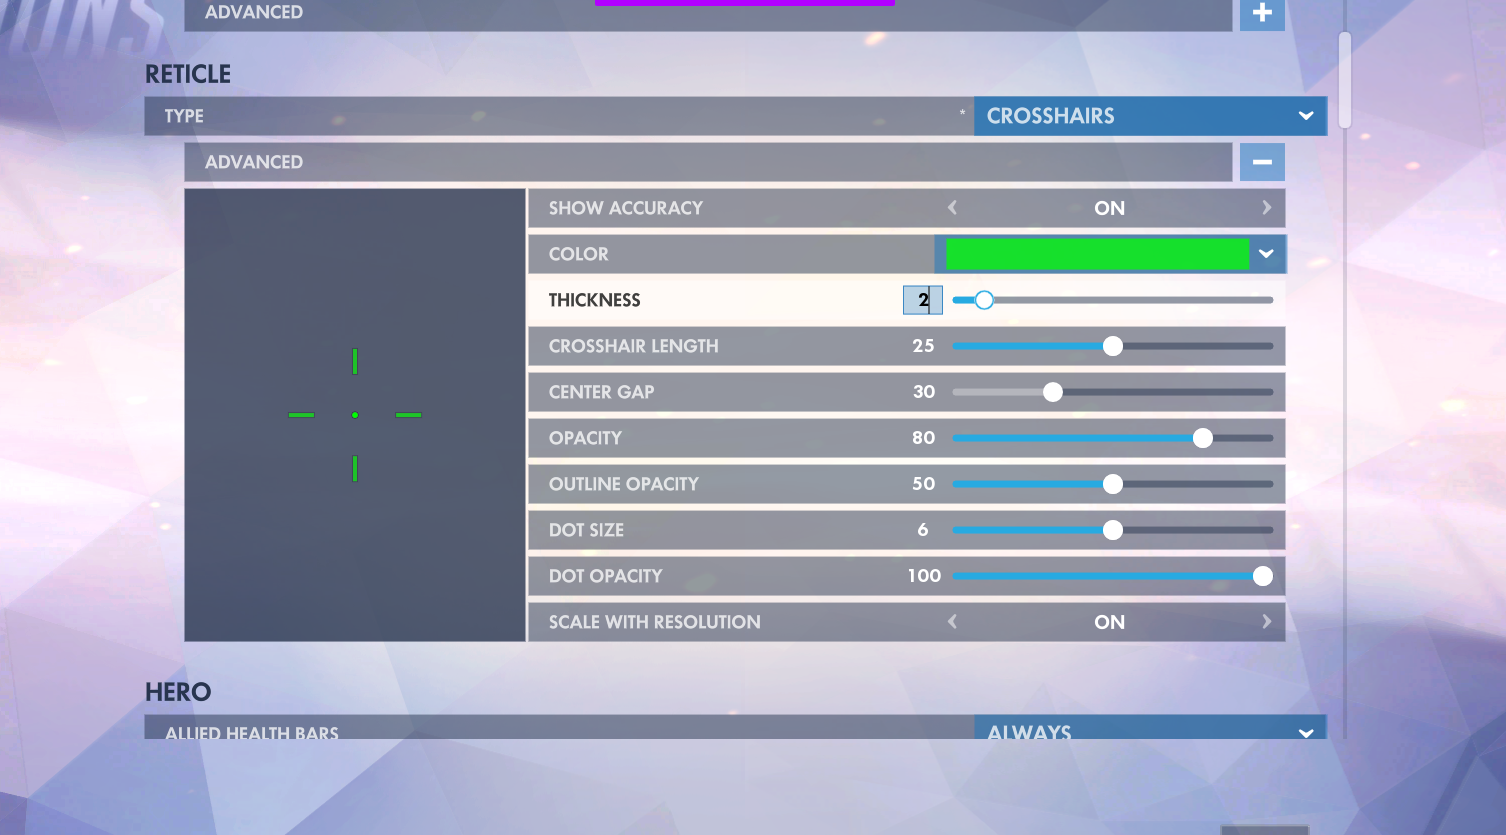 ADVANCED
RETICLE
TYPE * CROSSHAIRS
ADVANCED
SHOW ACCURACY ON
COLOR
THICKNESS 2
CROSSHAIR LENGTH 25
CENTER GAP 30
OPACITY 80
OUTLINE OPACITY 50
DOT SIZE 6
DOT OPACITY 100
SCALE WITH RESOLUTION ON
HERO
ALLIED HEALTH BARS ALWAYS